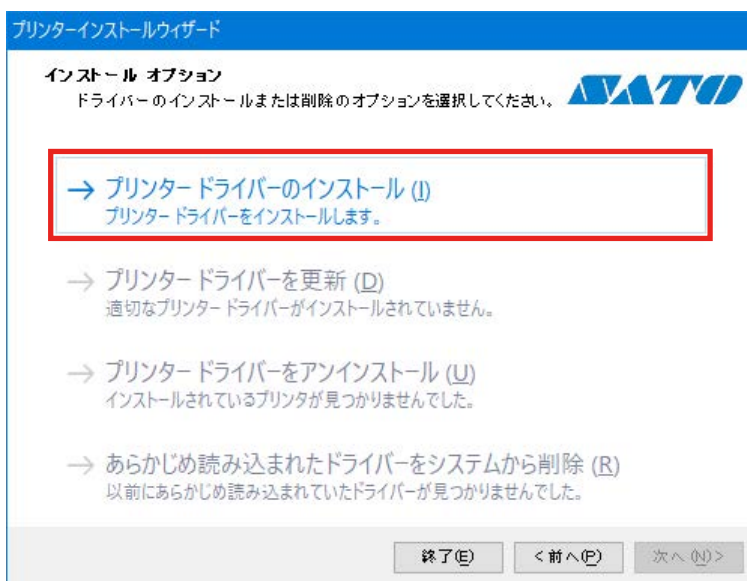 プリンターインストールウィザード
インストール オプション
ドライバーのインストールまたは削除のオプションを選択してください。
SATO
→ プリンター ドライバーのインストール (I)
プリンター ドライバーをインストールします。
→ プリンター ドライバーを更新 (D)
適切なプリンター ドライバーがインストールされていません。
→ プリンター ドライバーをアンインストール (U)
インストールされているプリンタが見つかりませんでした。
→ あらかじめ読み込まれたドライバーをシステムから削除 (R)
以前にあらかじめ読み込まれていたドライバーが見つかりませんでした。
終了(E) <前へ(P) 次へ(N)>